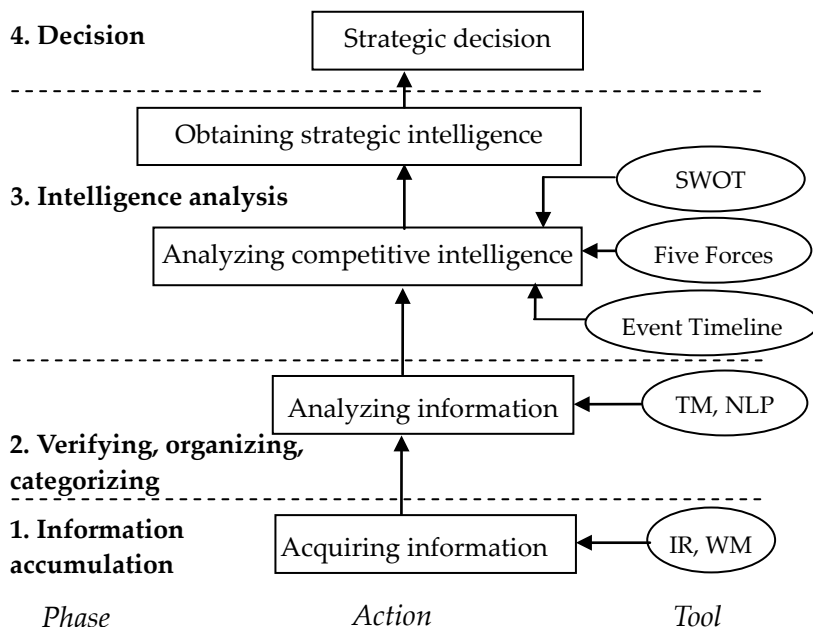 4. Decision
Strategic decision
Obtaining strategic intelligence
SWOT
3. Intelligence analysis
Analyzing competitive intelligence
Five Forces
Event Timeline
Analyzing information
TM, NLP
2. Verifying, organizing,
categorizing
1. Information
accumulation
Acquiring information
IR, WM
Phase
Action
Tool